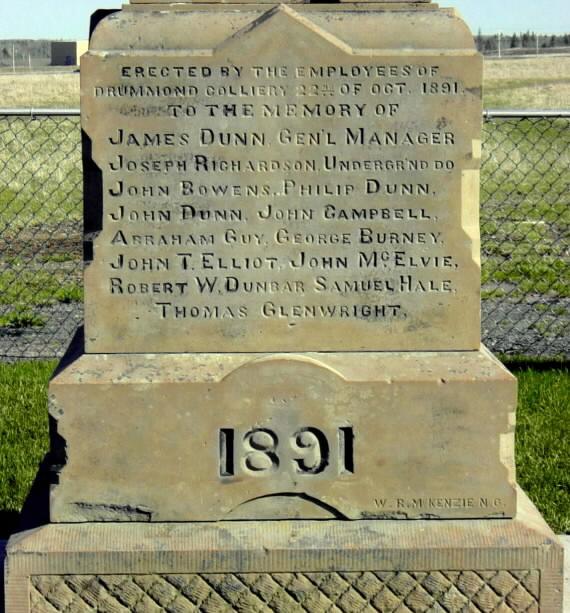 ERECTED BY THE EMPLOYEES OF
DRUMMOND COLLIERY 22ND OF OCT. 1891.
TO THE MEMORY OF
JAMES DUNN, GEN'L MANAGER
JOSEPH RICHARDSON, UNDERGR'ND DO
JOHN BOWENS, PHILIP DUNN,
JOHN DUNN, JOHN CAMPBELL,
ABRAHAM GUY, GEORGE BURNEY,
JOHN T. ELLIOT, JOHN MCELVIE,
ROBERT W. DUNBAR SAMUEL HALE,
THOMAS GLENWRIGHT,
1891
W. R. MCKENZIE N.G.